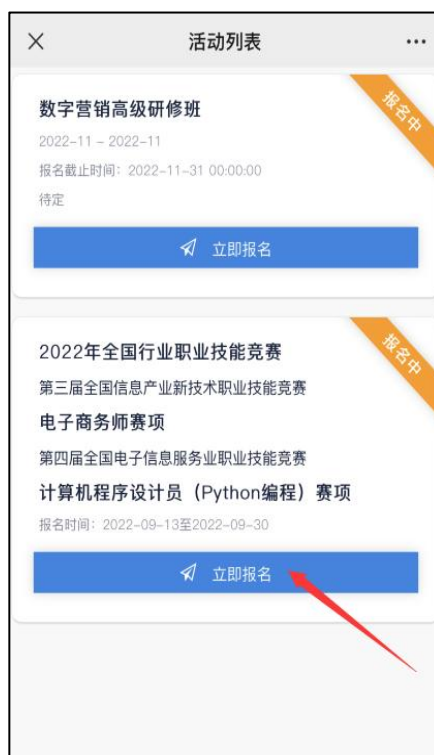 活动列表
数字营销高级研修班
报名中
2022-11 - 2022-11
报名截止时间：2022-11-31 00:00:00
待定
立即报名
2022年全国行业职业技能竞赛
报名中
第三届全国信息产业新技术职业技能竞赛
电子商务师赛项
第四届全国电子信息服务业职业技能竞赛
计算机程序设计员（Python编程）赛项
报名时间：2022-09-13至2022-09-30
立即报名